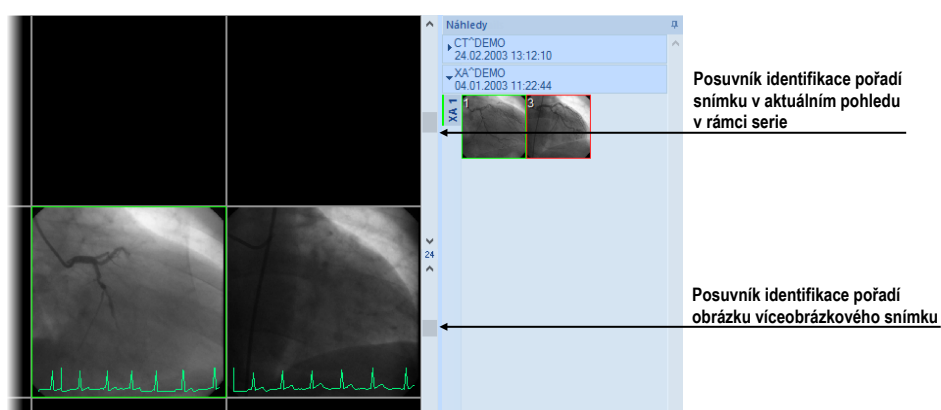 Náhledy
CT^DEMO
24.02.2003 13:12:10
XA^DEMO
04.01.2003 11:22:44
XA 1
1
3
Posuvník identifikace pořadí
snímku v aktuálním pohledu
v rámci serie
24
Posuvník identifikace pořadí
obrázku víceobrázkového snímku